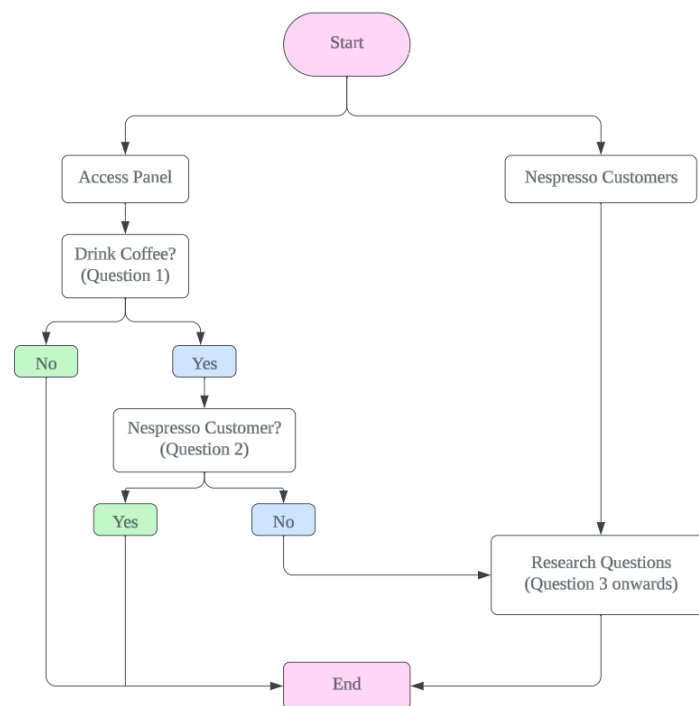 Start
Access Panel
Nespresso Customers
Drink Coffee?
(Question 1)
No
Yes
Nespresso Customer?
(Question 2)
Yes
No
Research Questions
(Question 3 onwards)
End